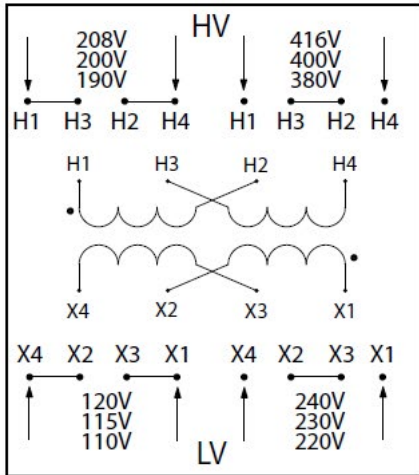 HV
208V 416V
200V 400V
190V 380V
H1 H3 H2 H4 H1 H3 H2 H4
H1 H3 H2 H4
X4 X2 X3 X1
X4 X2 X3 X1 X4 X2 X3 X1
120V 240V
115V 230V
110V 220V
LV